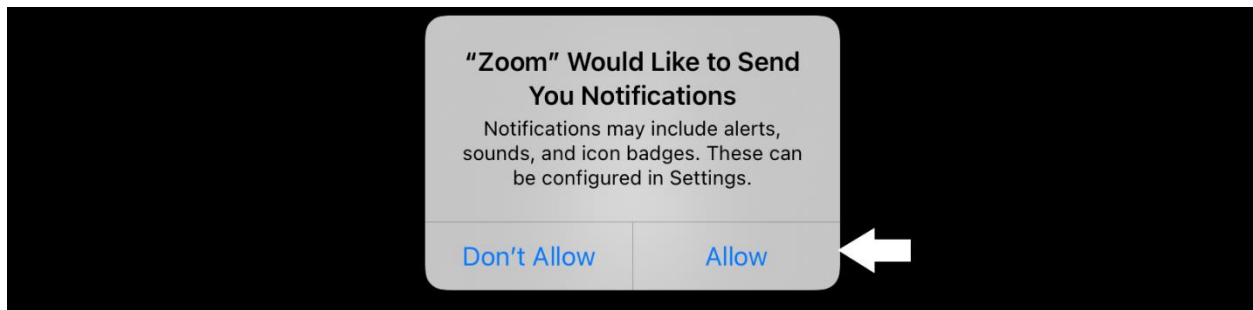 “Zoom” Would Like to Send
You Notifications
Notifications may include alerts,
sounds, and icon badges. These can
be configured in Settings.
Don’t Allow
Allow